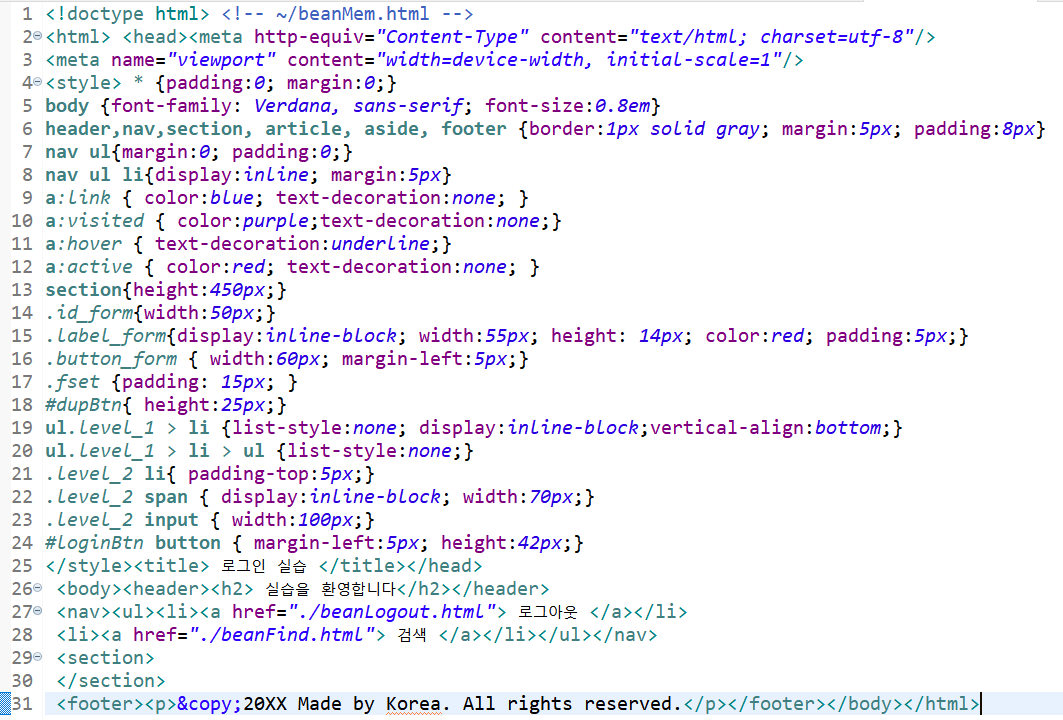 1 <!doctype html> <!-- ~/beanMem.html -->
2 <html> <head><meta http-equiv="Content-Type" content="text/html; charset=utf-8"/>
3 <meta name="viewport" content="width=device-width, initial-scale=1"/>
4 <style> * {padding:0; margin:0;}
5 body {font-family: Verdana, sans-serif; font-size:0.8em}
6 header,nav,section, article, aside, footer {border:1px solid gray; margin:5px; padding:8px}
7 nav ul{margin:0; padding:0;}
8 nav ul li{display:inline; margin:5px}
9 a:link { color:blue; text-decoration:none; }
10 a:visited { color:purple;text-decoration:none;}
11 a:hover { text-decoration:underline;}
12 a:active { color:red; text-decoration:none; }
13 section{height:450px;}
14 .id_form{width:50px;}
15 .label_form{display:inline-block; width:55px; height: 14px; color:red; padding:5px;}
16 .button_form { width:60px; margin-left:5px;}
17 .fset {padding: 15px; }
18 #dupBtn{ height:25px;}
19 ul.level_1 > li {list-style:none; display:inline-block;vertical-align:bottom;}
20 ul.level_1 > li > ul {list-style:none;}
21 .level_2 li{ padding-top:5px;}
22 .level_2 span { display:inline-block; width:70px;}
23 .level_2 input { width:100px;}
24 #loginBtn button { margin-left:5px; height:42px;}
25 </style><title> 로그인 실습 </title></head>
26 <body><header><h2> 실습을 환영합니다</h2></header>
27 <nav><ul><li><a href="./beanLogout.html"> 로그아웃 </a></li>
28 <li><a href="./beanFind.html"> 검색 </a></li></ul></nav>
29 <section>
30 </section>
31 <footer><p>&copy;20XX Made by Korea. All rights reserved.</p></footer></body></html>